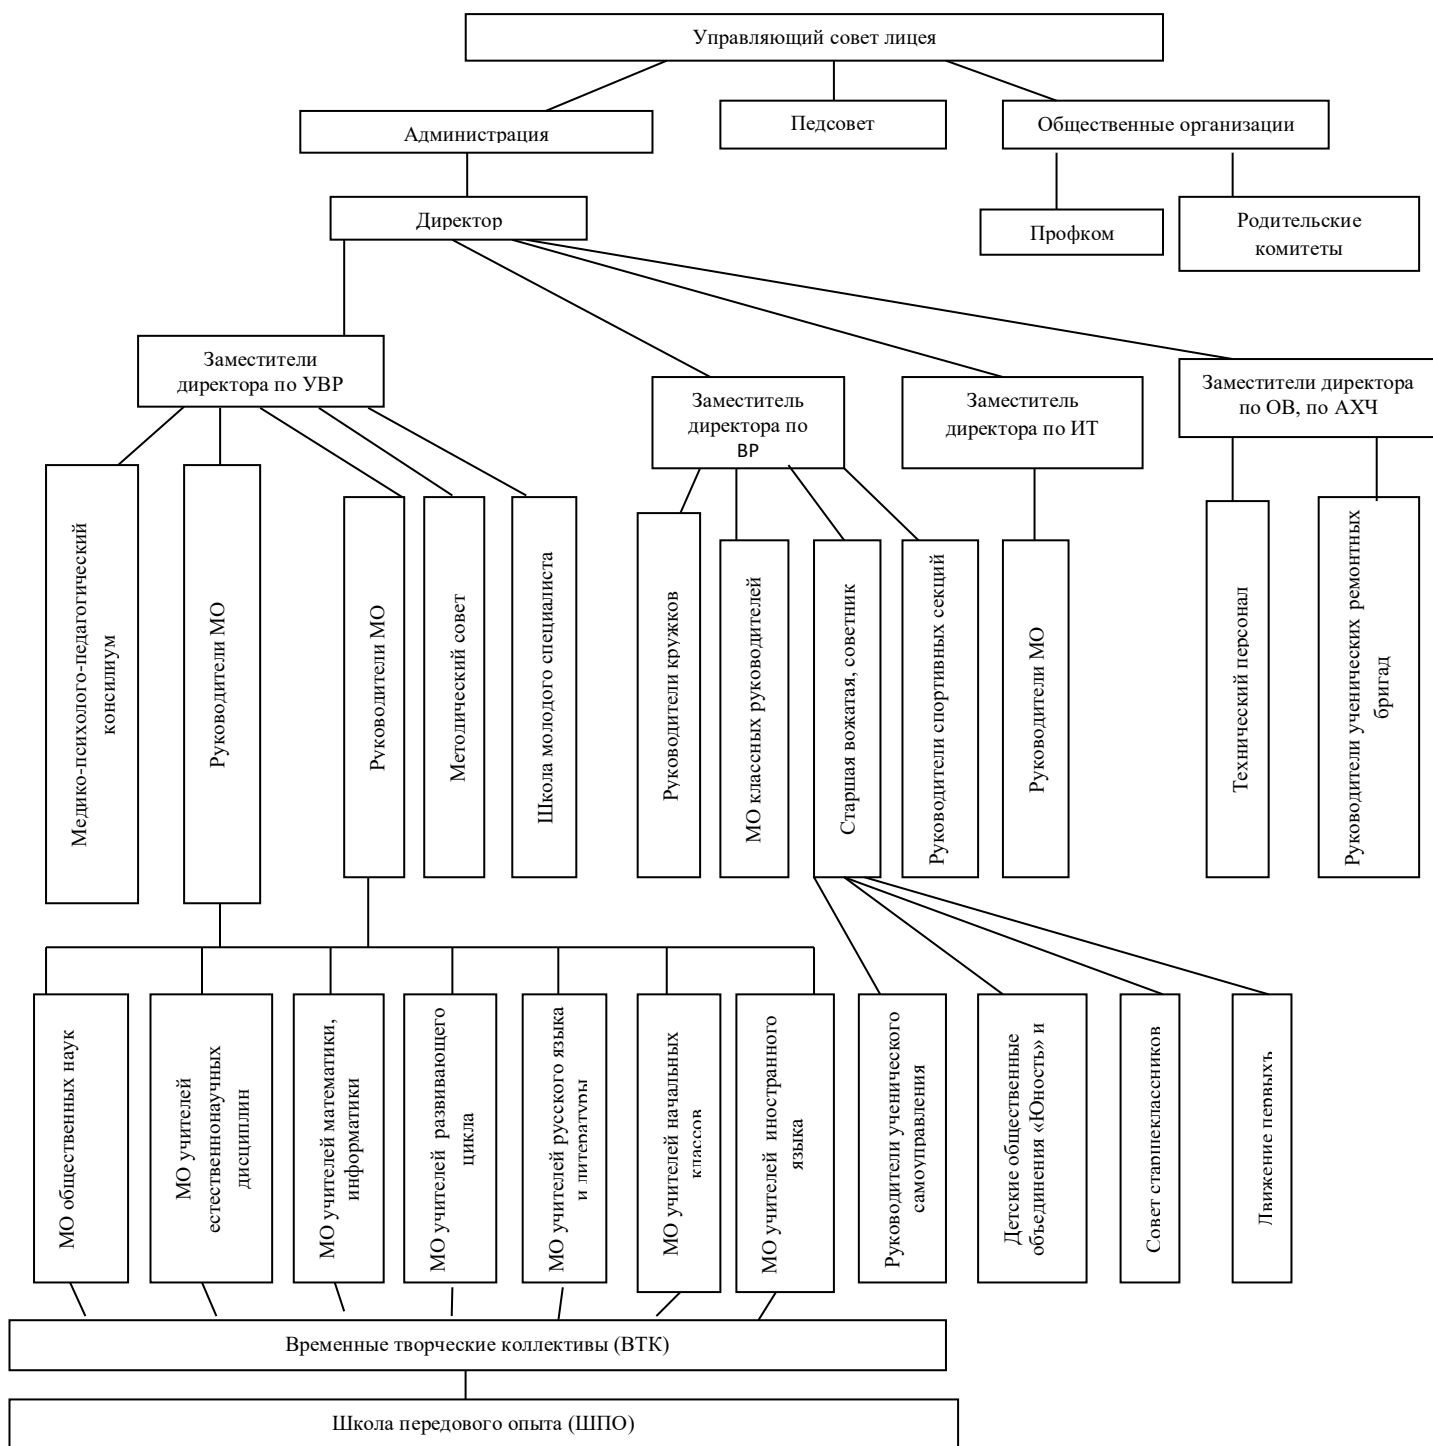 Управляющий совет лицея
Администрация
Педсовет
Общественные организации
Директор
Профком
Родительские
комитеты
Заместители
директора по УВР
Заместитель
директора по
ВР
Заместитель
директора по ИТ
Заместители директора
по ОВ, по АХЧ
Медико-психолого-педагогический
консилиум
Руководители МО
Руководители МО
Методический совет
Школа молодого специалиста
Руководители кружков
МО классных руководителей
Старшая вожатая, советник
Руководители спортивных секций
Руководители МО
Технический персонал
Руководители ученических ремонтных
бригад
МО общественных наук
МО учителей
естественнонаучных
дисциплин
МО учителей математики,
информатики
МО учителей развивающего
цикла
МО учителей русского языка
и литературы
МО учителей начальных
классов
МО учителей иностранного
языка
Руководители ученического
самоуправления
Детские общественные
объединения «Юность» и
Совет старшеклассников
Движение первыхъ
Временные творческие коллективы (ВТК)
Школа передового опыта (ШПО)